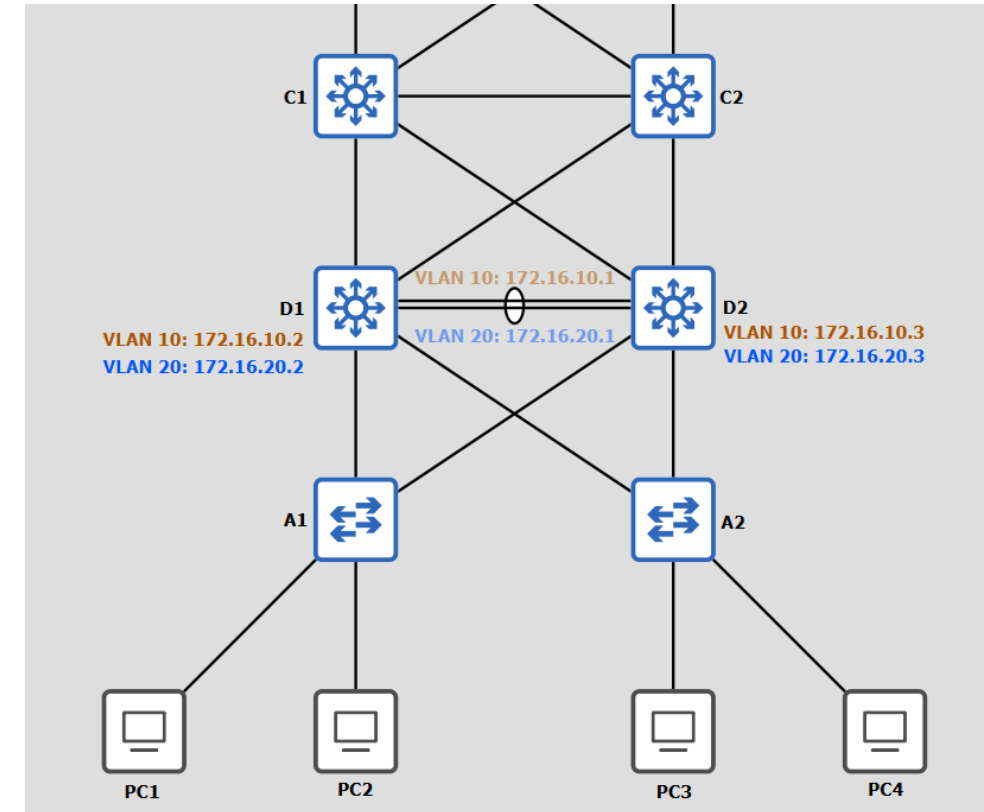 C1
C2
VLAN 10: 172.16.10.1
D1
D2
VLAN 10: 172.16.10.2
VLAN 20: 172.16.20.1
VLAN 10: 172.16.10.3
VLAN 20: 172.16.20.2
VLAN 20: 172.16.20.3
A1
A2
PC1
PC2
PC3
PC4